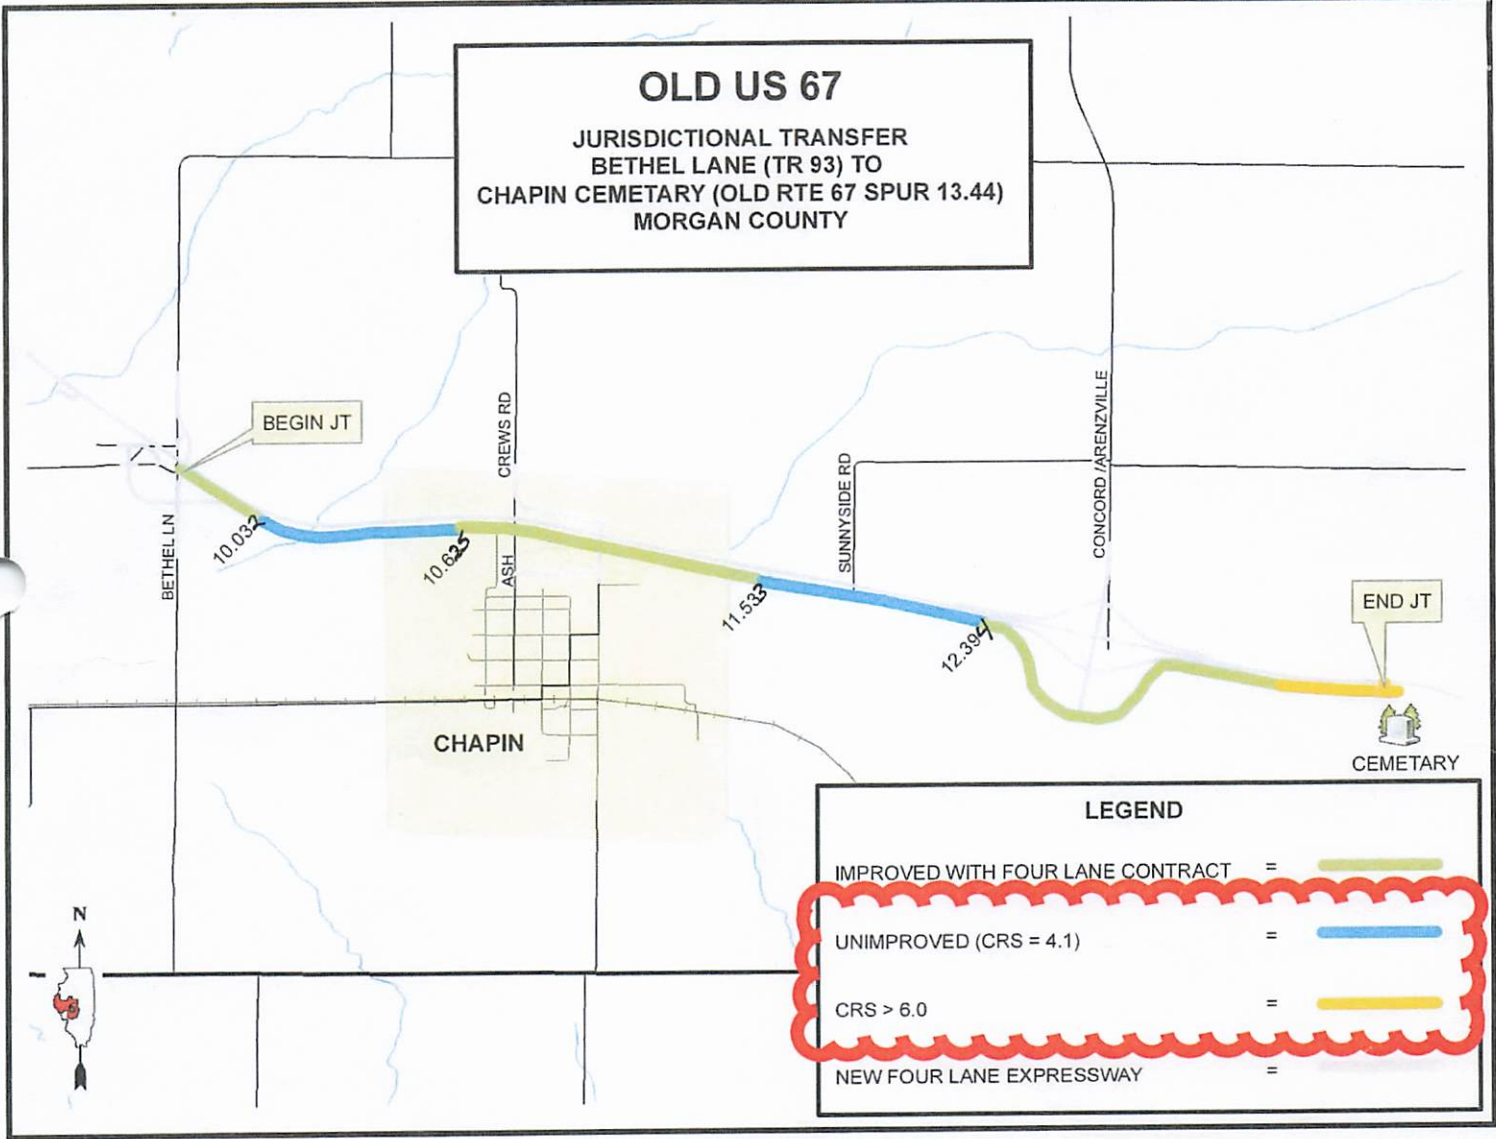 OLD US 67
JURISDICTIONAL TRANSFER
BETHEL LANE (TR 93) TO
CHAPIN CEMETARY (OLD RTE 67 SPUR 13.44)
MORGAN COUNTY
BEGIN JT
CREWS RD
CONCORD /ARENZVILLE
SUNNYSIDE RD
BETHEL LN
10.032
10.625
ASH
11.533
12.394
END JT
CHAPIN
CEMETARY
LEGEND
IMPROVED WITH FOUR LANE CONTRACT =
UNIMPROVED (CRS = 4.1) =
CRS > 6.0 =
NEW FOUR LANE EXPRESSWAY =
N
6